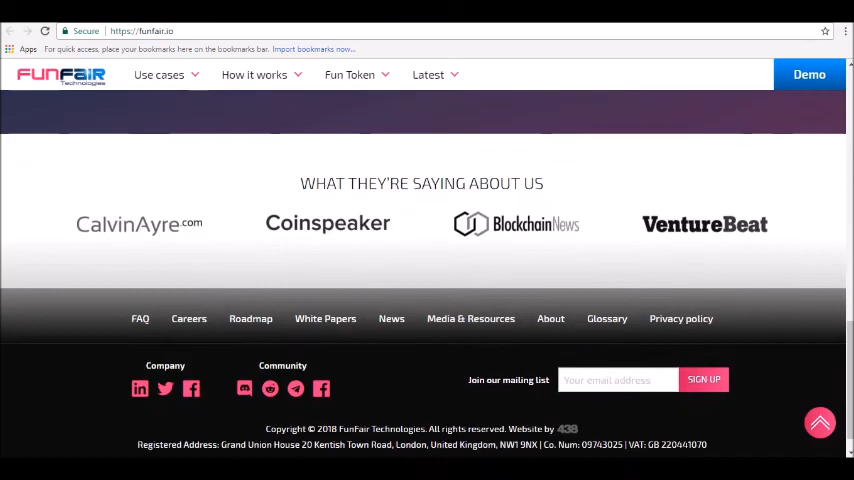 Secure https://funfair.io
Apps For quick access, place your bookmarks here on the bookmarks bar. Import bookmarks now...
FUNFAIR Technologies Use cases How it works Fun Token Latest Demo
WHAT THEY'RE SAYING ABOUT US
CalvinAyre.com Coinspeaker BlockchainNews VentureBeat
FAQ Careers Roadmap White Papers News Media & Resources About Glossary Privacy policy
Company Community
Join our mailing list Your email address SIGN UP
Copyright © 2018 FunFair Technologies. All rights reserved. Website by 438
Registered Address: Grand Union House 20 Kentish Town Road, London, United Kingdom, NW1 9NX | Co. Num: 09743025 | VAT: GB 220441070